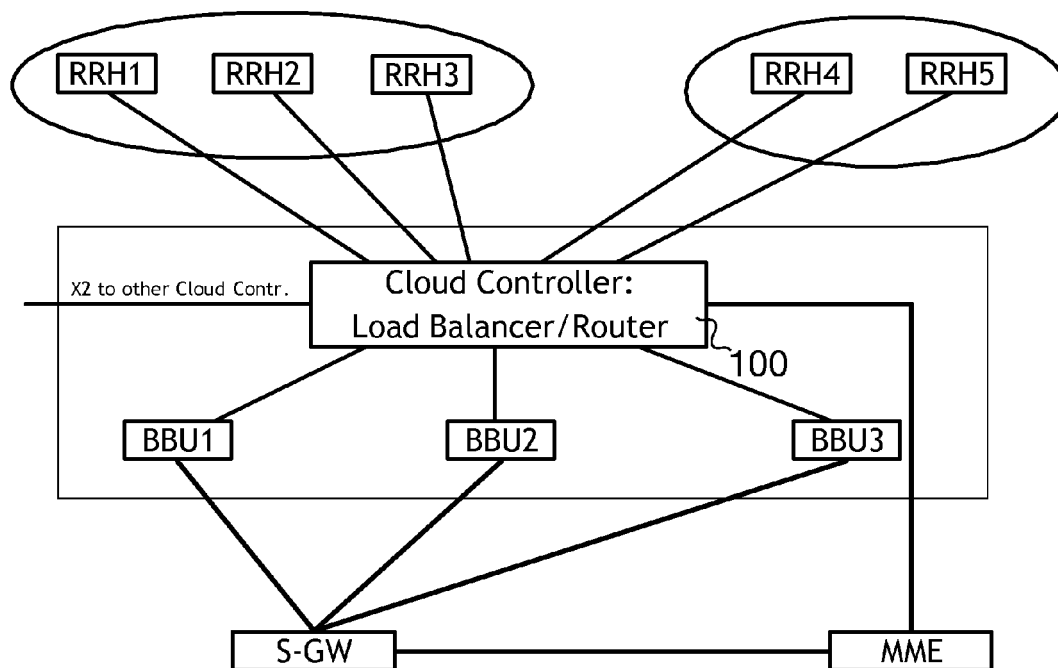 RRH1 RRH2 RRH3 RRH4 RRH5
X2 to other Cloud Contr.
Cloud Controller:
Load Balancer/Router
100
BBU1 BBU2 BBU3
S-GW MME